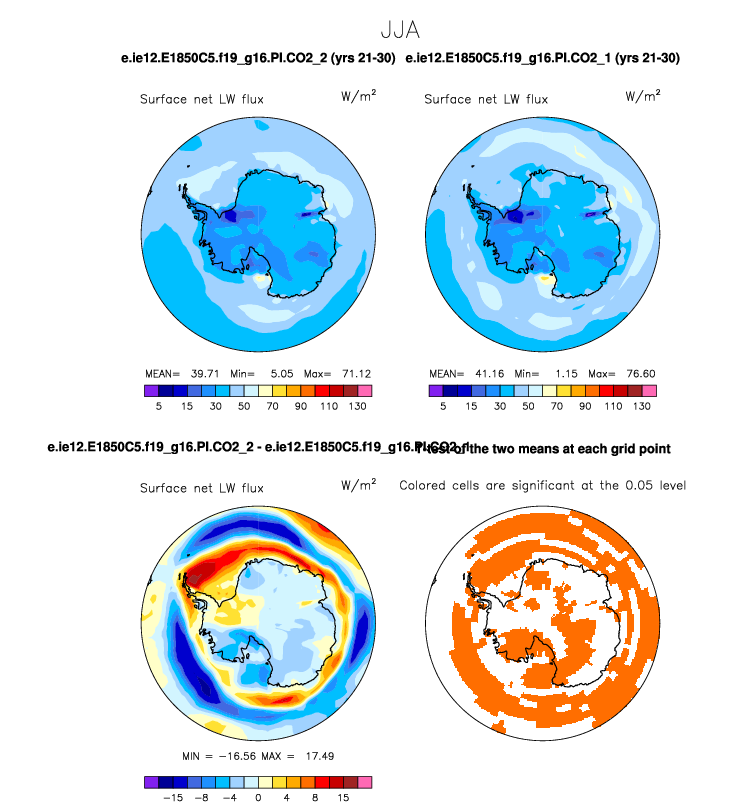 JJA
e.ie12.E1850C5.f19_g16.PI.CO2_2 (yrs 21-30) e.ie12.E1850C5.f19_g16.PI.CO2_1 (yrs 21-30)
Surface net LW flux W/m²
Surface net LW flux W/m²
MEAN= 39.71 Min= 5.05 Max= 71.12
5 15 30 50 70 90 110 130
MEAN= 41.16 Min= 1.15 Max= 76.60
5 15 30 50 70 90 110 130
e.ie12.E1850C5.f19_g16.PI.CO2_2 - e.ie12.E1850C5.f19_g16.PI.CO2_1
T-test of the two means at each grid point
Surface net LW flux W/m²
Colored cells are significant at the 0.05 level
MIN = -16.56 MAX = 17.49
-15 -8 -4 0 4 8 15